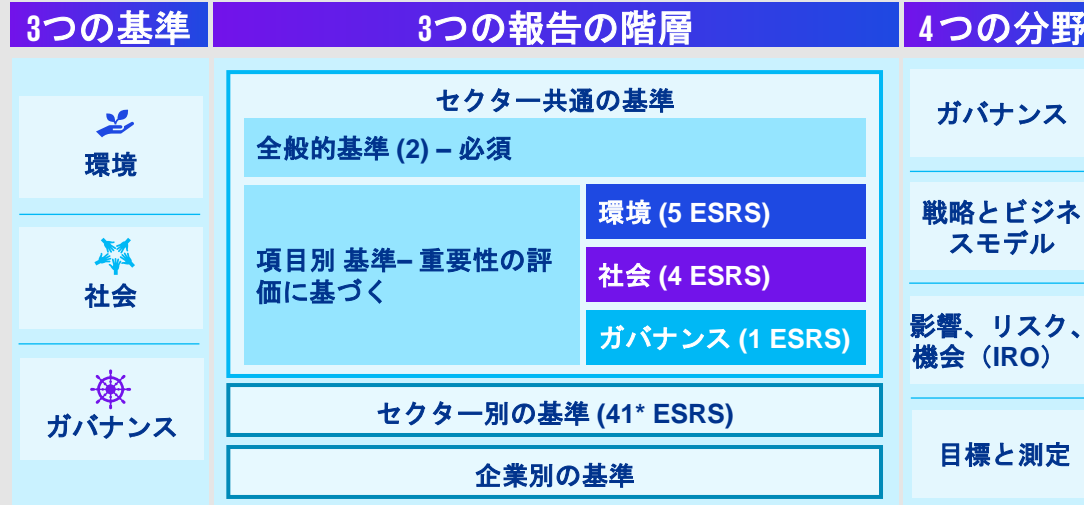 3つの基準
環境
社会
ガバナンス
3つの報告の階層
セクター共通の基準
全般的基準 (2) – 必須
項目別 基準– 重要性の評
価に基づく
環境 (5 ESRS)
社会 (4 ESRS)
ガバナンス (1 ESRS)
セクター別の基準 (41* ESRS)
企業別の基準
4つの分野
ガバナンス
戦略とビジネ
スモデル
影響、リスク、
機会（IRO）
目標と測定